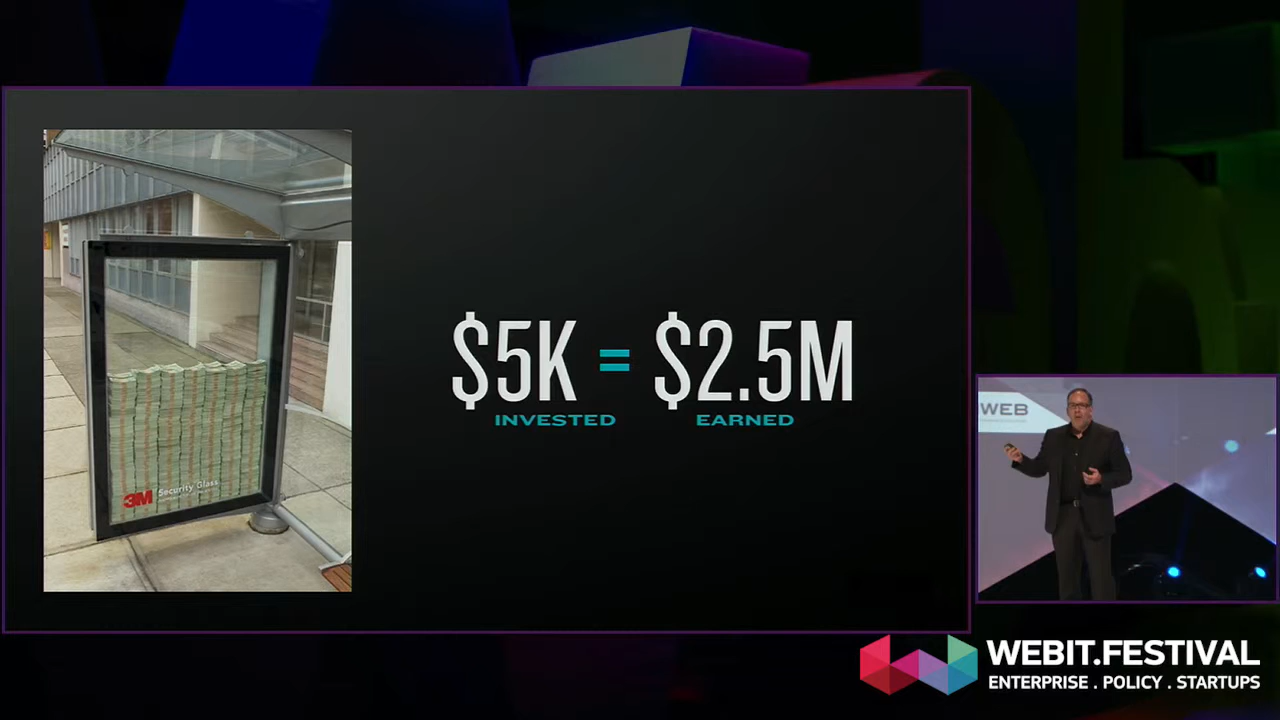 $5K = $2.5M
INVESTED EARNED
3M Security Glass
WEB
WEBIT.FESTIVAL
ENTERPRISE . POLICY . STARTUPS